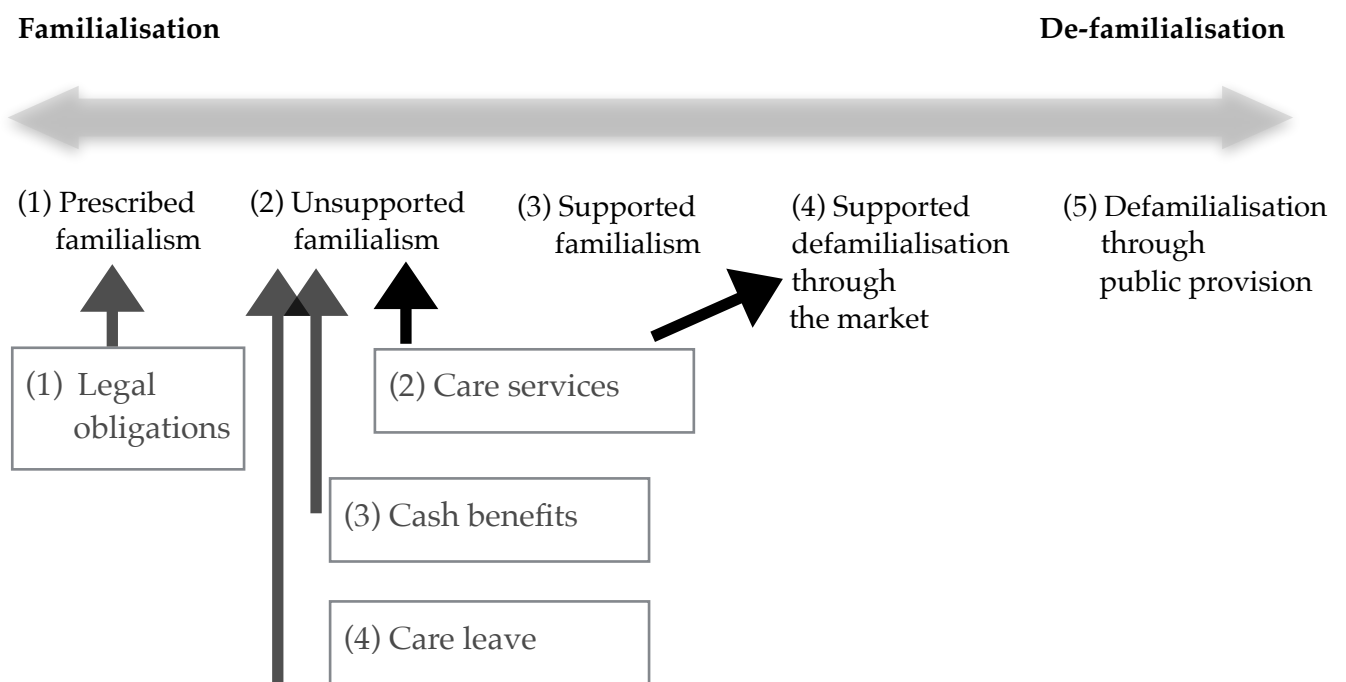 Familialisation
De-familialisation
(1) Prescribed
familialism
(2) Unsupported
familialism
(3) Supported
familialism
(4) Supported
defamilialisation
through
the market
(5) Defamilialisation
through
public provision
(1) Legal
obligations
(2) Care services
(3) Cash benefits
(4) Care leave